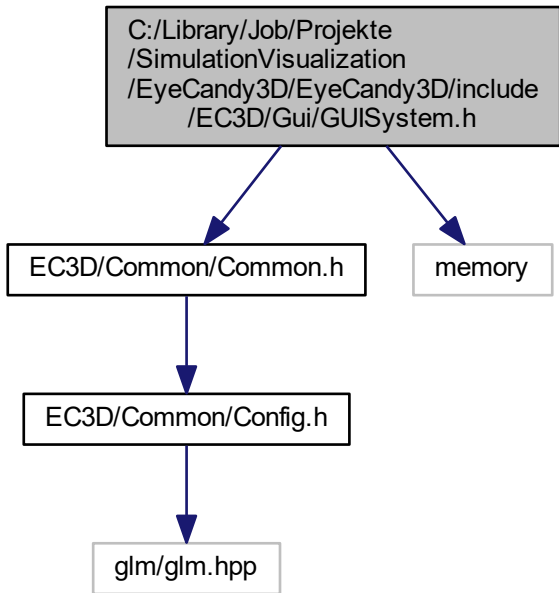 C:/Library/Job/Projekte
/SimulationVisualization
/EyeCandy3D/EyeCandy3D/include
/EC3D/Gui/GUISystem.h
EC3D/Common/Common.h
memory
EC3D/Common/Config.h
glm/glm.hpp